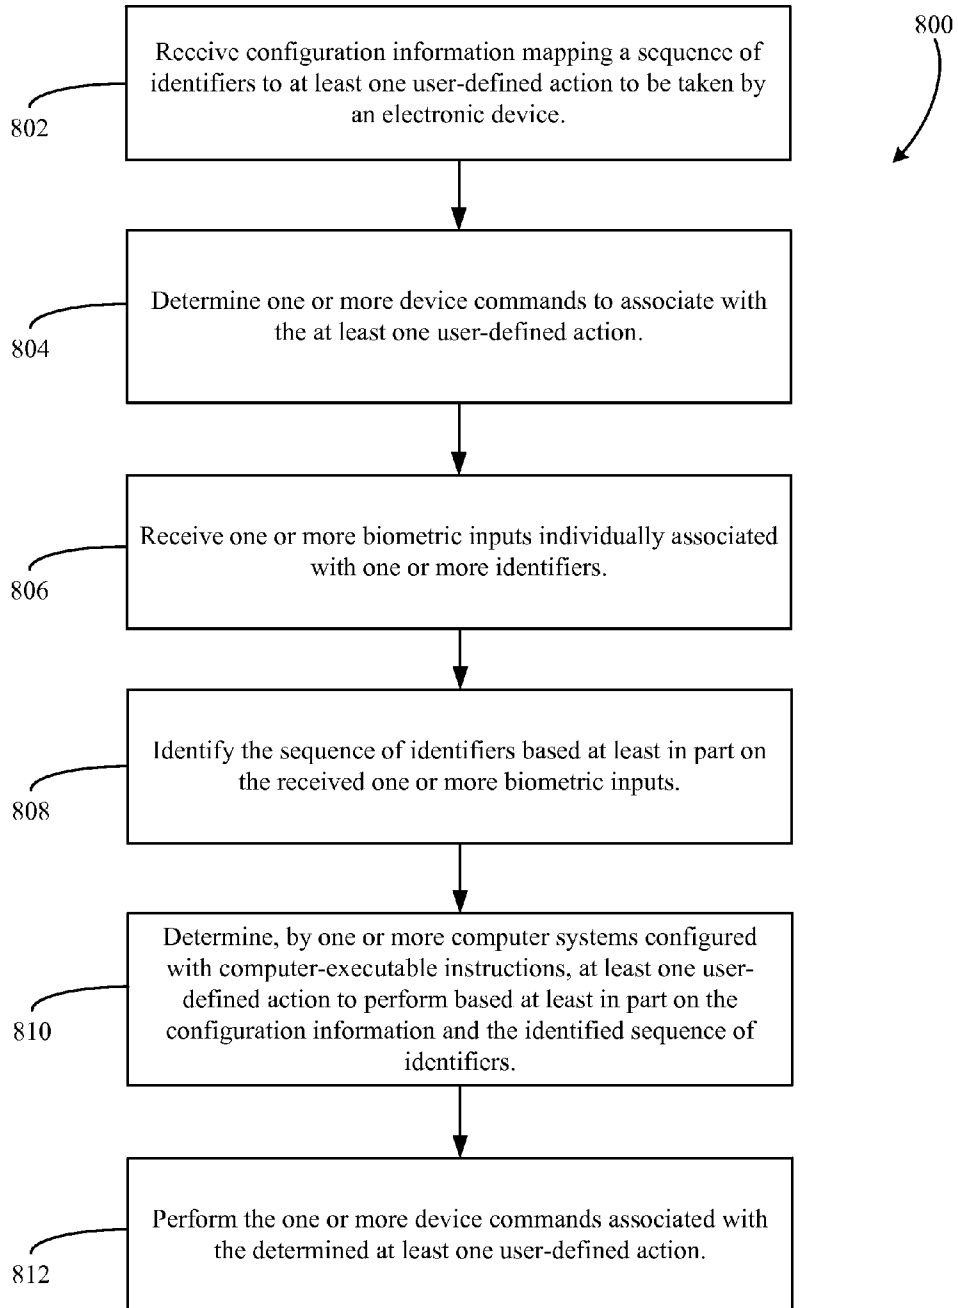 800
Receive configuration information mapping a sequence of
identifiers to at least one user-defined action to be taken by
an electronic device.
802
Determine one or more device commands to associate with
the at least one user-defined action.
804
Receive one or more biometric inputs individually associated
with one or more identifiers.
806
Identify the sequence of identifiers based at least in part on
the received one or more biometric inputs.
808
Determine, by one or more computer systems configured
with computer-executable instructions, at least one user-
defined action to perform based at least in part on the
configuration information and the identified sequence of
identifiers.
810
Perform the one or more device commands associated with
the determined at least one user-defined action.
812